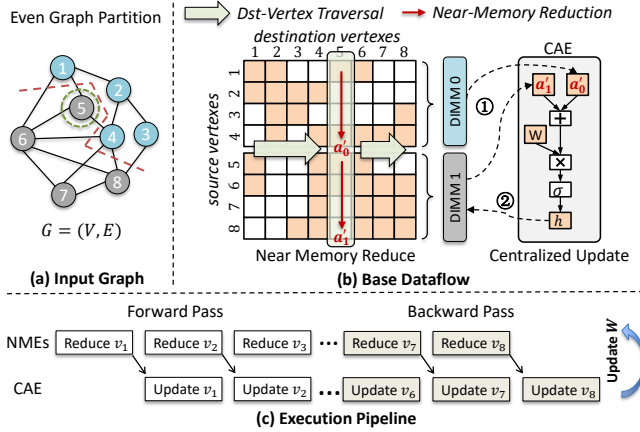 Even Graph Partition
1
2
5
4
3
6
7
8
G = (V, E)
(a) Input Graph
Dst-Vertex Traversal
Near-Memory Reduction
destination vertexes
1 2 3 4 5 6 7 8
source vertexes
1
2
3
4
5
6
7
8
a'0
a'1
Near Memory Reduce
DIMM 0
DIMM 1
①
②
CAE
a'1 a'0
+
W
×
σ
h
Centralized Update
(b) Base Dataflow
Forward Pass Backward Pass
NMEs Reduce v1 Reduce v2 Reduce v3 ••• Reduce v7 Reduce v8
CAE Update v1 Update v2 ••• Update v6 Update v7 Update v8
Update W
(c) Execution Pipeline